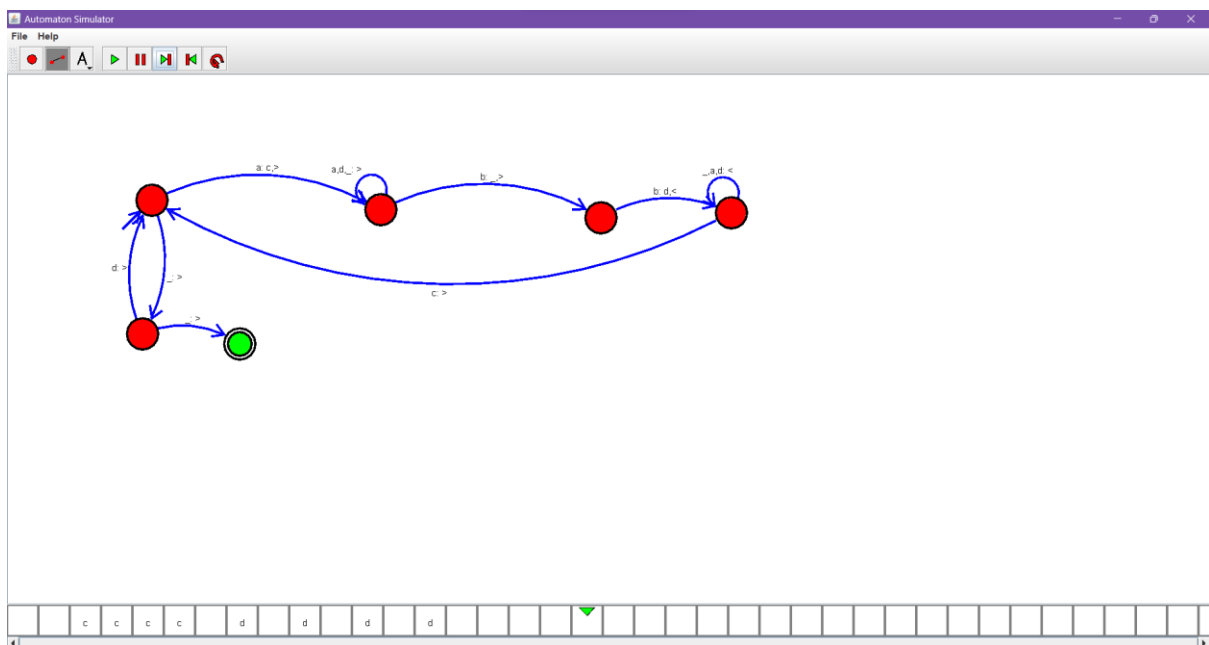 Automaton Simulator
File Help
A
a: c,>
a,d,_: >
b: _,>
b: d,<
_,a,d: <
d: >
_: >
c: >
_: >
c c c c d d d d